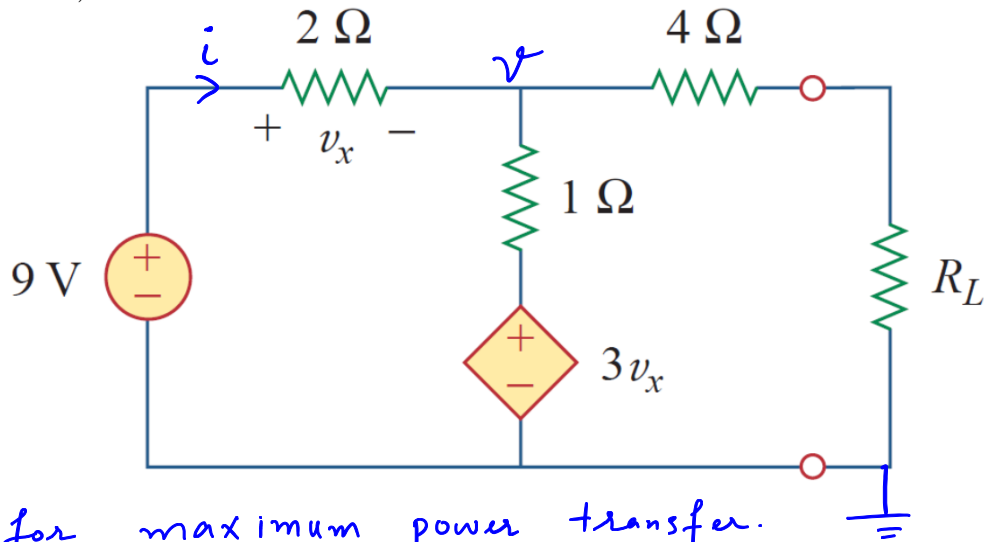 i
2 Ω
v
4 Ω
+ vx −
1 Ω
9 V
+
−
RL
+
−
3vx
for maximum power transfer.